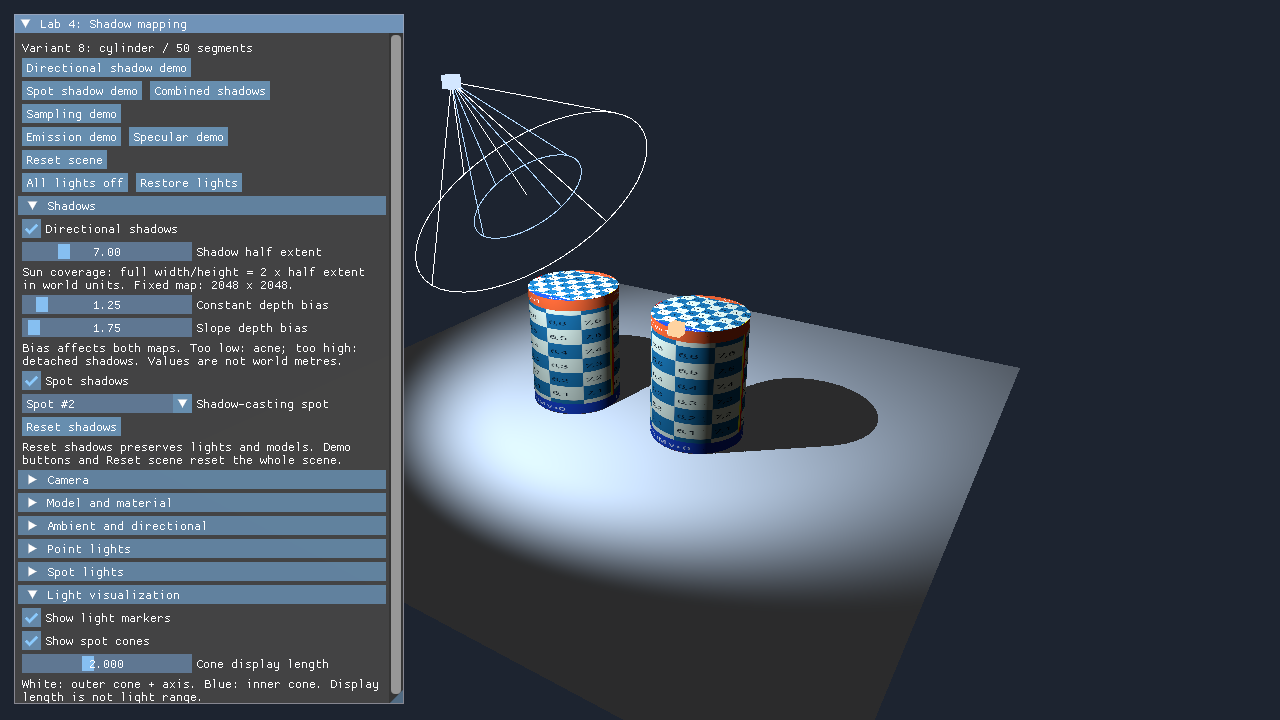 Lab 4: Shadow mapping
Variant 8: cylinder / 50 segments
Directional shadow demo
Spot shadow demo Combined shadows
Sampling demo
Emission demo Specular demo
Reset scene
All lights off Restore lights
Shadows
Directional shadows
7.00 Shadow half extent
Sun coverage: full width/height = 2 x half extent
in world units. Fixed map: 2048 x 2048.
1.25 Constant depth bias
1.75 Slope depth bias
Bias affects both maps. Too low: acne; too high:
detached shadows. Values are not world metres.
Spot shadows
Spot #2 Shadow-casting spot
Reset shadows
Reset shadows preserves lights and models. Demo
buttons and Reset scene reset the whole scene.
Camera
Model and material
Ambient and directional
Point lights
Spot lights
Light visualization
Show light markers
Show spot cones
2.000 Cone display length
White: outer cone + axis. Blue: inner cone. Display
length is not light range.